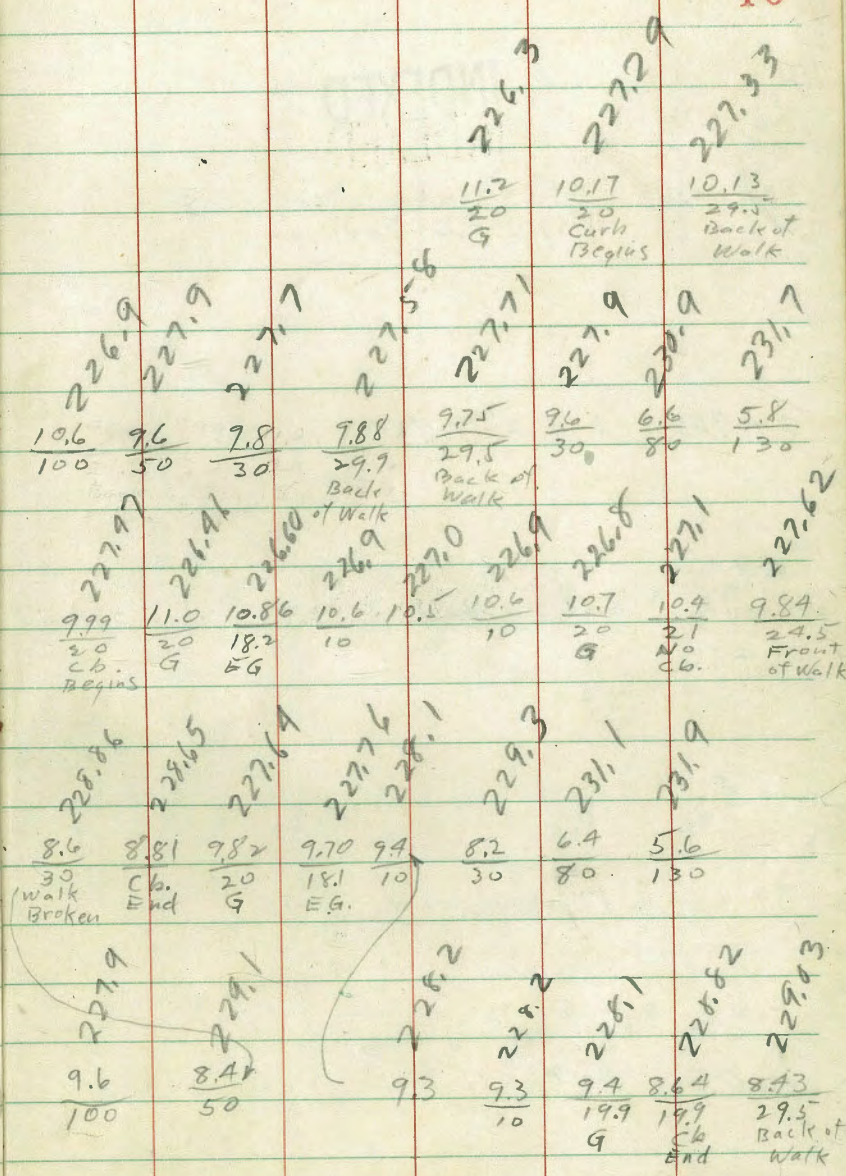 226.3 227.29 227.33
11.2 10.17 10.13
20 20 29.5
G Curb Back of
Begins Walk
226.9 227.9 227.7 227.58 227.71 227.9 230.9 231.7
10.6 9.6 9.8 9.88 9.75 9.6 6.6 5.8
100 50 30 29.9 29.5 30 80 130
Back Back of
of Walk Walk
227.47 226.46 226.60 226.9 227.0 226.9 226.8 227.1 227.62
9.99 11.0 10.86 10.6 10.5 10.6 10.7 10.4 9.84
20 20 18.2 10 10 20 21 24.5
Cb. G EG G No Front
Begins Cb. of Walk
228.86 228.65 227.64 227.76 228.1 229.3 231.1 231.9
8.6 8.81 9.82 9.70 9.4 8.2 6.4 5.6
30 Cb. 20 18.1 10 30 80 130
Walk End G EG.
Broken
227.9 229.1 228.2 228.2 228.1 228.82 229.03
9.6 8.4 9.3 9.3 9.4 8.64 8.43
100 50 10 19.9 19.9 29.5
G Cb Back of
End Walk